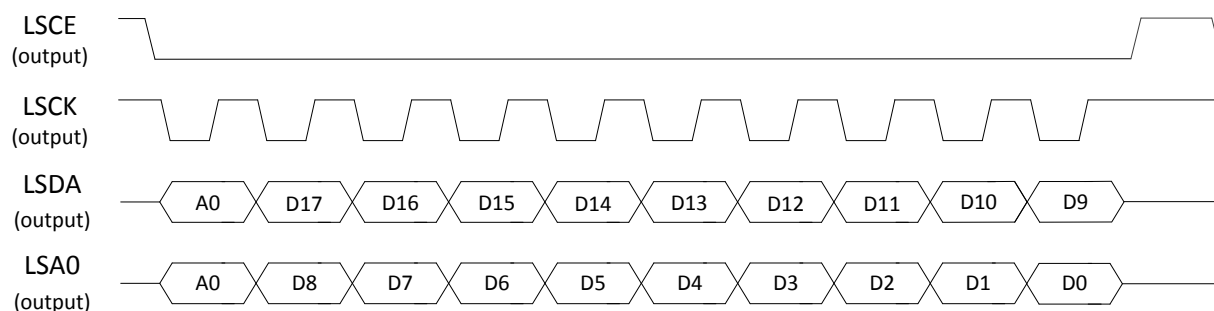 LSCE
(output)
LSCK
(output)
LSDA
(output)
A0 D17 D16 D15 D14 D13 D12 D11 D10 D9
LSA0
(output)
A0 D8 D7 D6 D5 D4 D3 D2 D1 D0